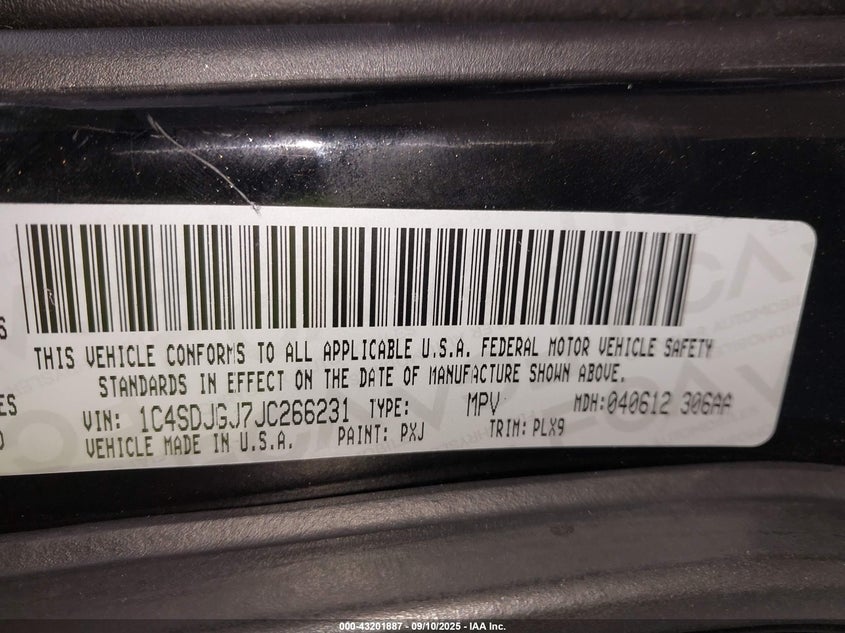 S
THIS VEHICLE CONFORMS TO ALL APPLICABLE U.S.A. FEDERAL MOTOR VEHICLE SAFETY
STANDARDS IN EFFECT ON THE DATE OF MANUFACTURE SHOWN ABOVE.
ES
VIN: 1C4SDJGJ7JC266231 TYPE: MPV MDH:040612 306AA
VEHICLE MADE IN U.S.A. PAINT: PXJ TRIM: PLX9
000-43201887 - 09/10/2025 - IAA Inc.